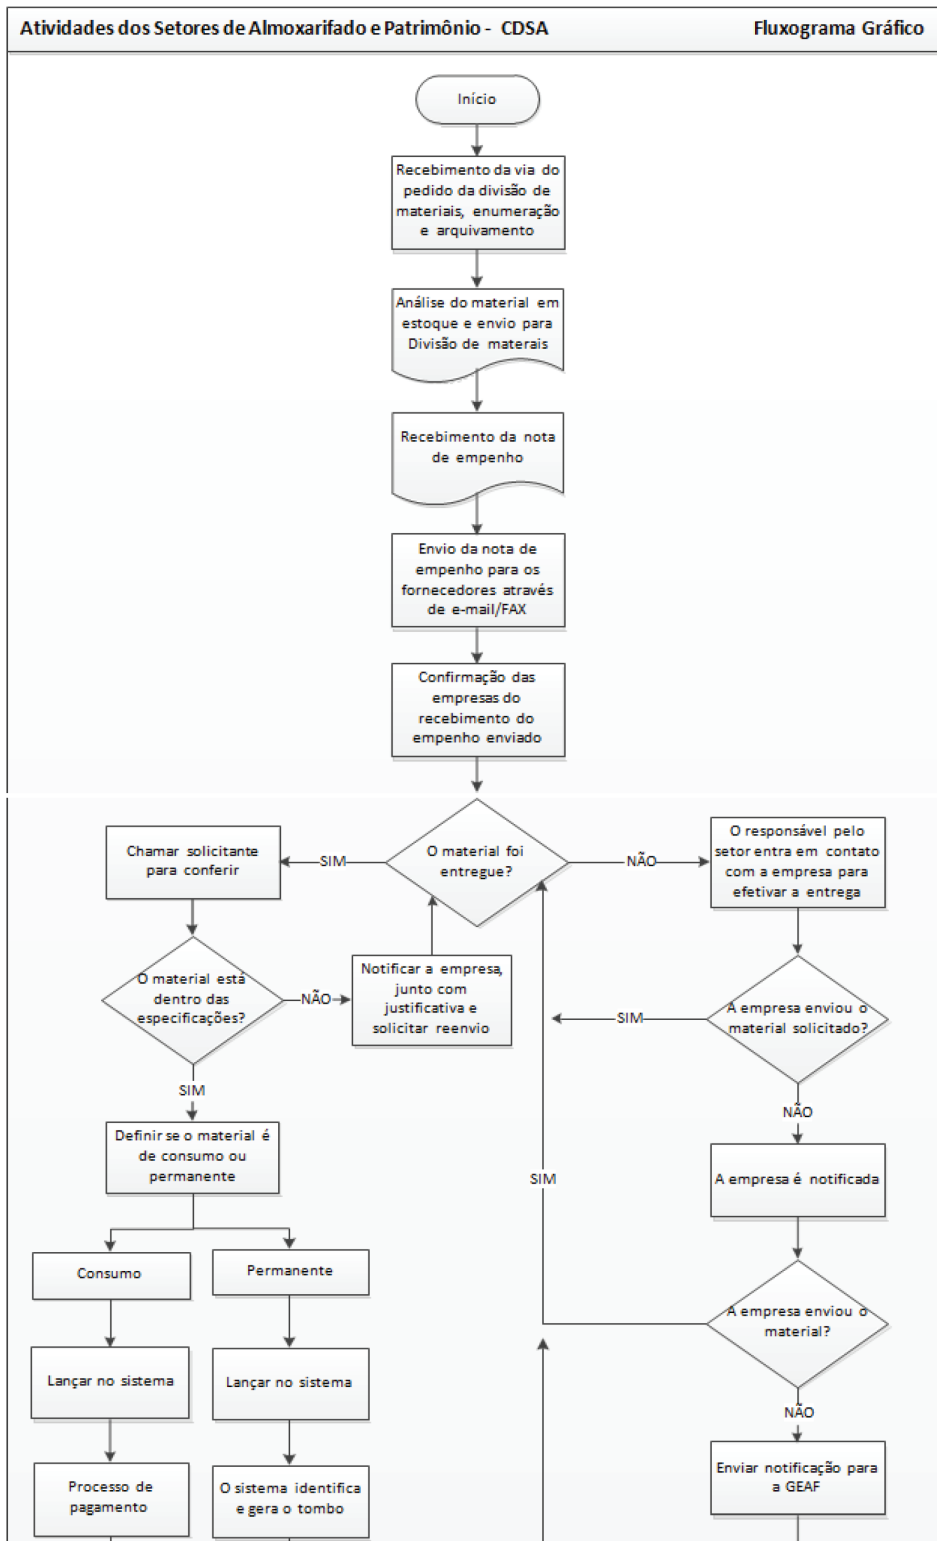 Atividades dos Setores de Almoxarifado e Patrimônio - CDSA
Fluxograma Gráfico
Início
Recebimento da via do
pedido da divisão de
materiais, enumeração
e arquivamento
Análise do material em
estoque e envio para
Divisão de materais
Recebimento da nota
de empenho
Envio da nota de
empenho para os
fornecedores através
de e-mail/FAX
Confirmação das
empresas do
recebimento do
empenho enviado
O material foi
entregue?
SIM
NÃO
Chamar solicitante
para conferir
O responsável pelo
setor entra em contato
com a empresa para
efetivar a entrega
O material está
dentro das
especificações?
NÃO
Notificar a empresa,
junto com
justificativa e
solicitar reenvio
SIM
A empresa enviou o
material solicitado?
SIM
NÃO
Definir se o material é
de consumo ou
permanente
SIM
A empresa é notificada
Consumo
Permanente
A empresa enviou o
material?
Lançar no sistema
Lançar no sistema
NÃO
Processo de
pagamento
O sistema identifica
e gera o tombo
Enviar notificação para
a GEAF